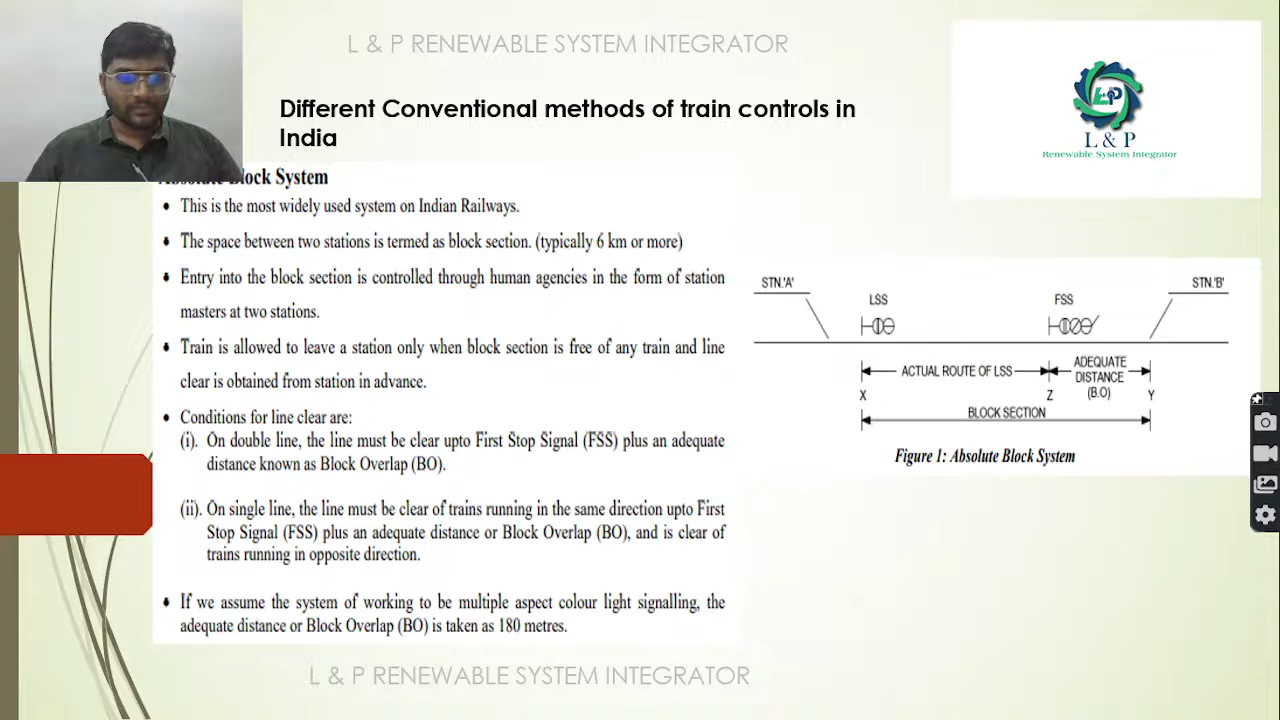 L & P RENEWABLE SYSTEM INTEGRATOR
Different Conventional methods of train controls in
India
L & P
Renewable System Integrator
Block System
• This is the most widely used system on Indian Railways.
• The space between two stations is termed as block section. (typically 6 km or more)
• Entry into the block section is controlled through human agencies in the form of station
masters at two stations.
• Train is allowed to leave a station only when block section is free of any train and line
clear is obtained from station in advance.
• Conditions for line clear are:
(i). On double line, the line must be clear upto First Stop Signal (FSS) plus an adequate
distance known as Block Overlap (BO).
(ii). On single line, the line must be clear of trains running in the same direction upto First
Stop Signal (FSS) plus an adequate distance or Block Overlap (BO), and is clear of
trains running in opposite direction.
• If we assume the system of working to be multiple aspect colour light signalling, the
adequate distance or Block Overlap (BO) is taken as 180 metres.
STN.'A'
STN.'B'
LSS
FSS
ACTUAL ROUTE OF LSS
ADEQUATE
DISTANCE
(B.O)
X
Z
Y
BLOCK SECTION
Figure 1: Absolute Block System
L & P RENEWABLE SYSTEM INTEGRATOR